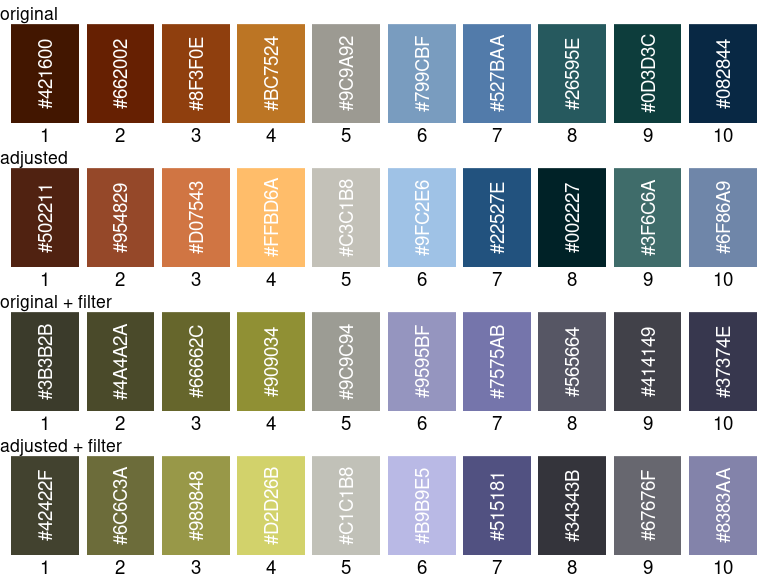 original
#421600 #662002 #8F3F0E #BC7524 #9C9A92 #799CBF #527BAA #26595E #0D3D3C #082844
1 2 3 4 5 6 7 8 9 10
adjusted
#502211 #954829 #D07543 #FFBD6A #C3C1B8 #9FC2E6 #22527E #002227 #3F6C6A #6F86A9
1 2 3 4 5 6 7 8 9 10
original + filter
#3B3B2B #4A4A2A #66662C #909034 #9C9C94 #9595BF #7575AB #565664 #414149 #37374E
1 2 3 4 5 6 7 8 9 10
adjusted + filter
#42422F #6C6C3A #989848 #D2D26B #C1C1B8 #B9B9E5 #515181 #34343B #67676F #8383AA
1 2 3 4 5 6 7 8 9 10